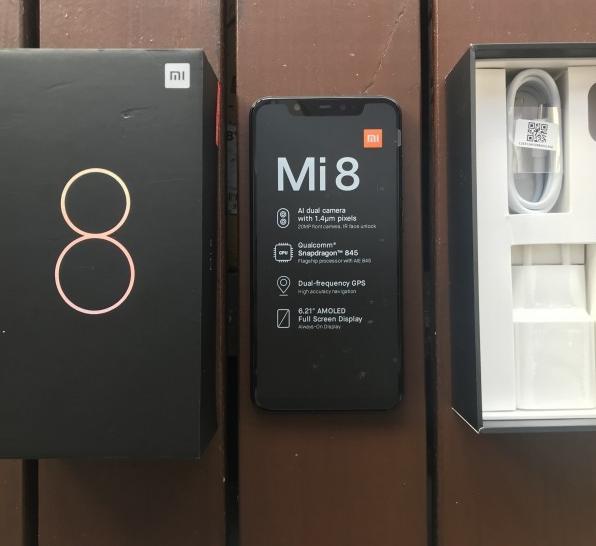 mi
8
mi
Mi 8
AI dual camera
with 1.4μm pixels
20MP front camera, IR face unlock
CPU
Qualcomm®
Snapdragon™ 845
Flagship processor with AIE 845
Dual-frequency GPS
High accuracy navigation
6.21" AMOLED
Full Screen Display
Always-On Display